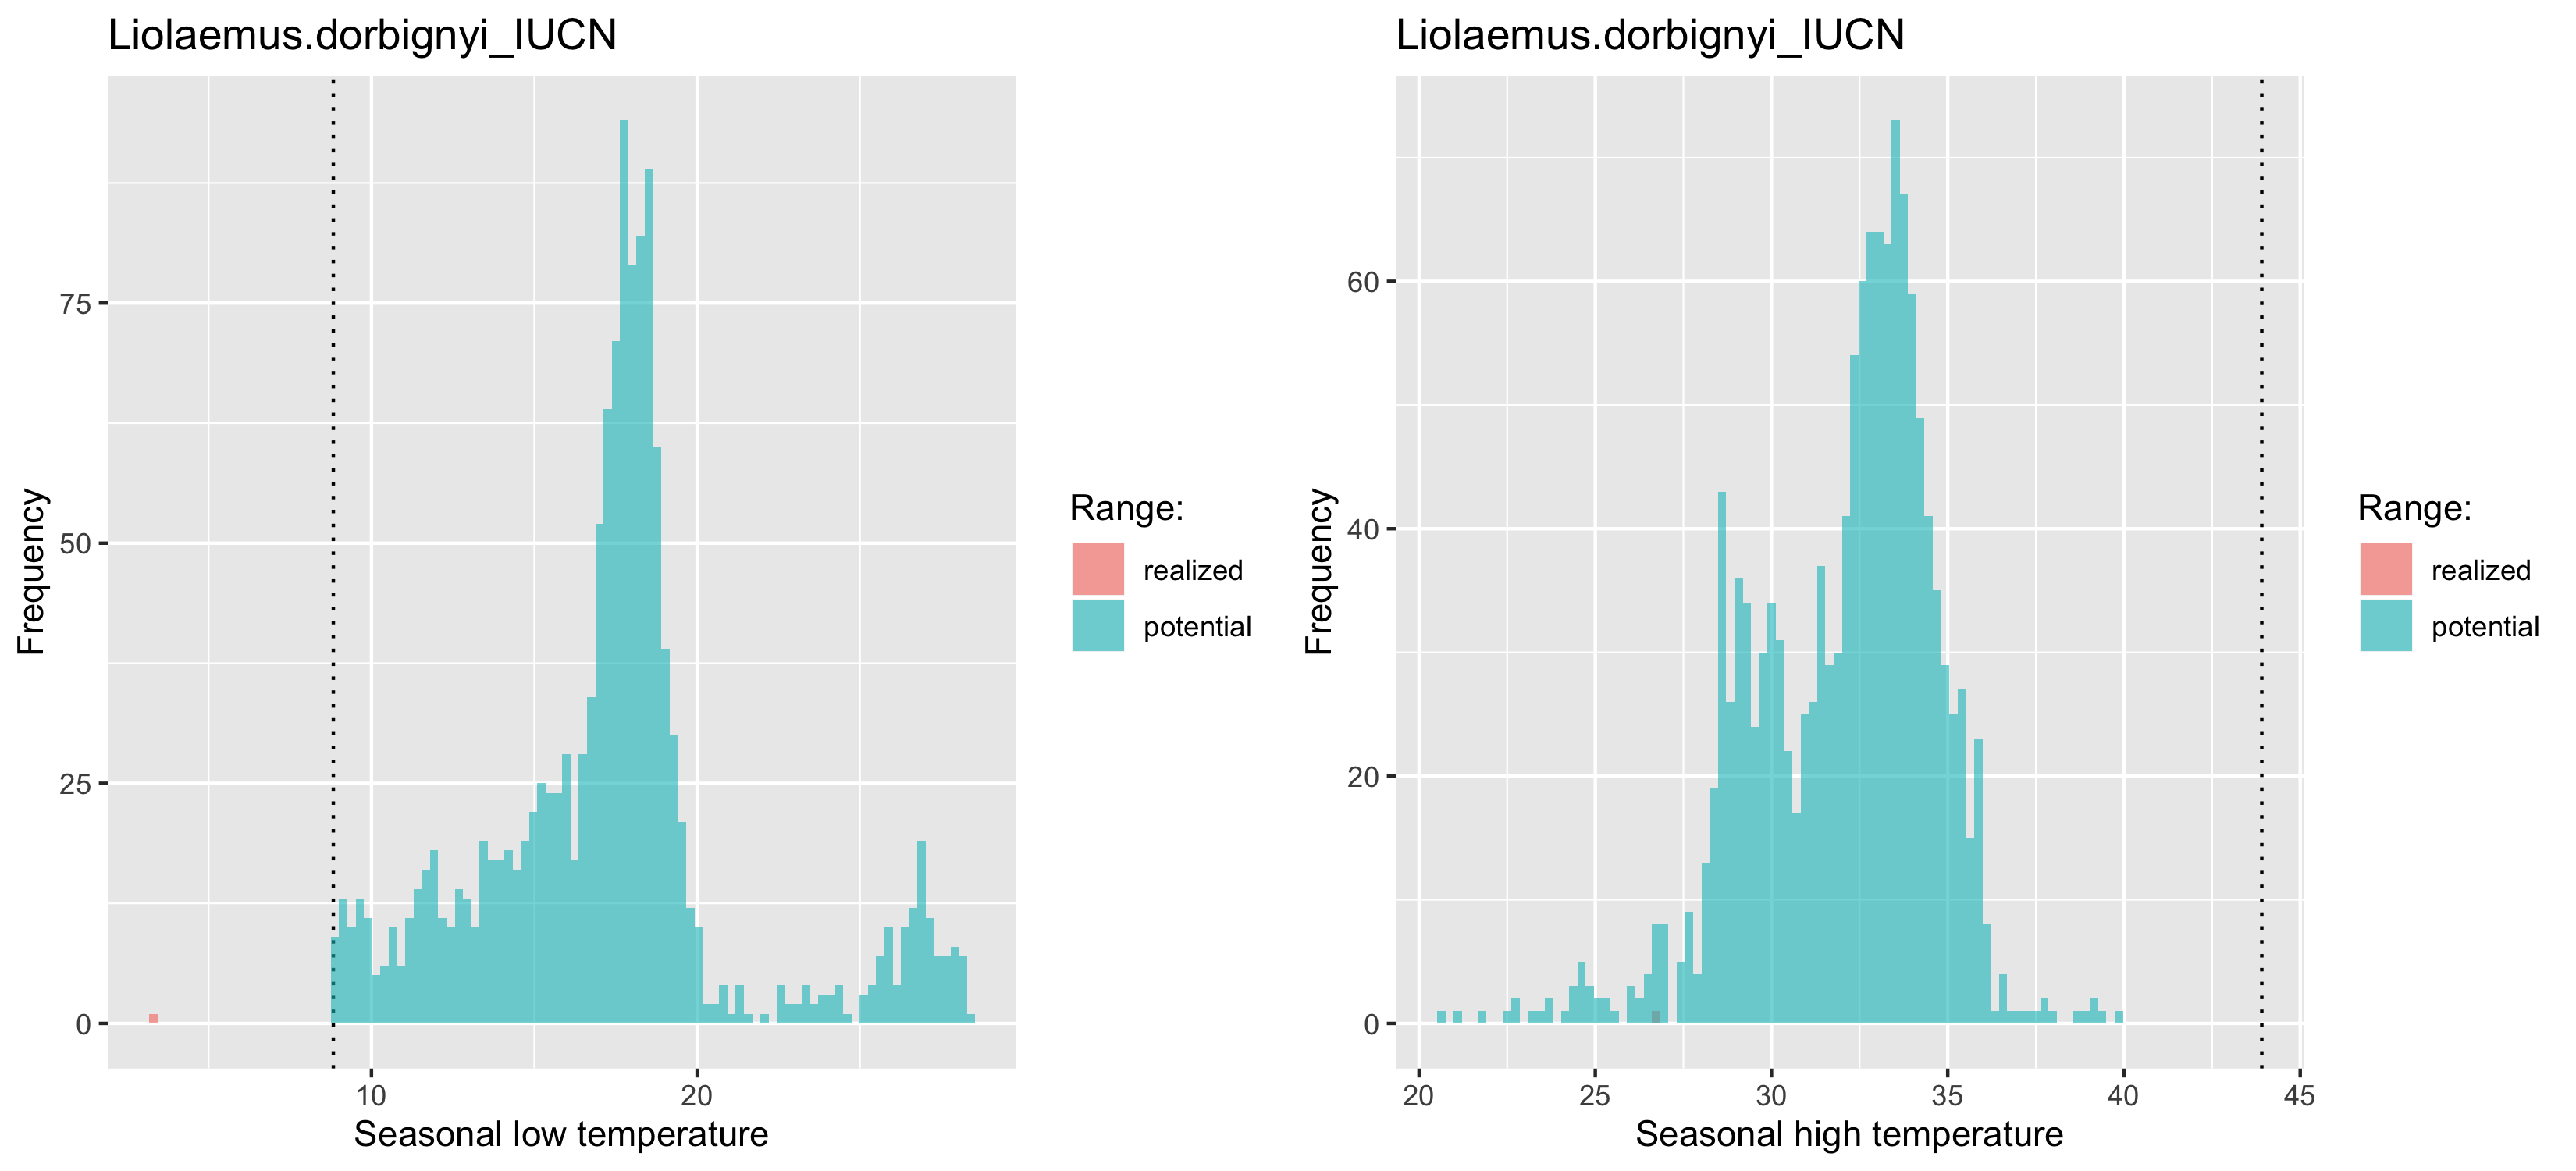 Liolaemus.dorbignyi_IUCN
Frequency
75
50
25
0
10
20
Seasonal low temperature
Range:
realized
potential
Liolaemus.dorbignyi_IUCN
Frequency
60
40
20
0
20
25
30
35
40
45
Seasonal high temperature
Range:
realized
potential